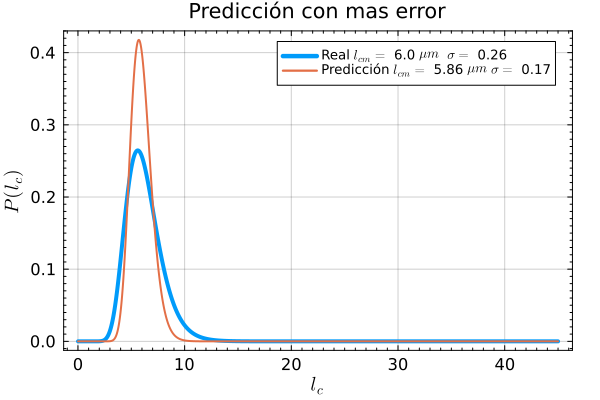 Predicción con mas error
Real l_cm = 6.0 μm σ = 0.26
Predicción l_cm = 5.86 μm σ = 0.17
P(l_c)
0.4
0.3
0.2
0.1
0.0
0 10 20 30 40
l_c